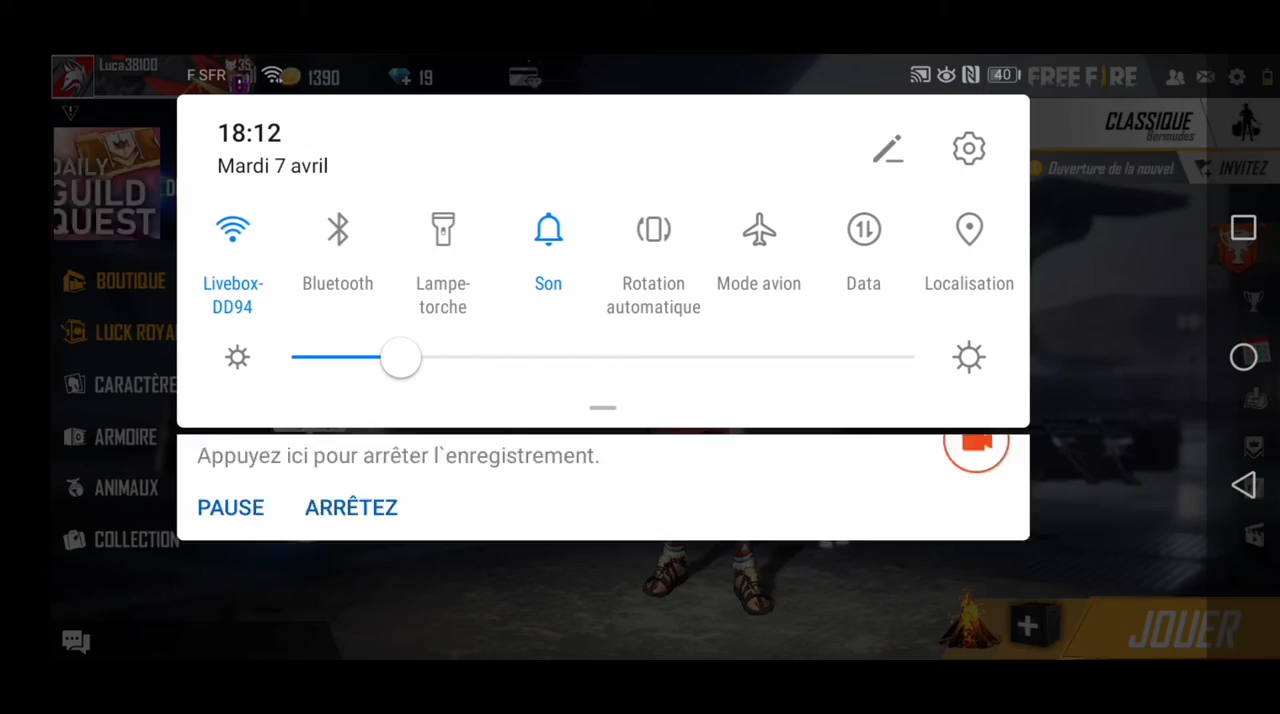 Luca38100
F SFR
35
1390
19
40
FREE FIRE
18:12
Mardi 7 avril
CLASSIQUE
Bermudes
Ouverture de la nouvel
INVITEZ
DAILY
GUILD
QUEST
Livebox-
DD94
Bluetooth
Lampe-
torche
Son
Rotation
automatique
Mode avion
Data
Localisation
BOUTIQUE
LUCK ROYA
CARACTÈRE
ARMOIRE
ANIMAUX
COLLECTION
Appuyez ici pour arrêter l`enregistrement.
PAUSE
ARRÊTEZ
JOUER